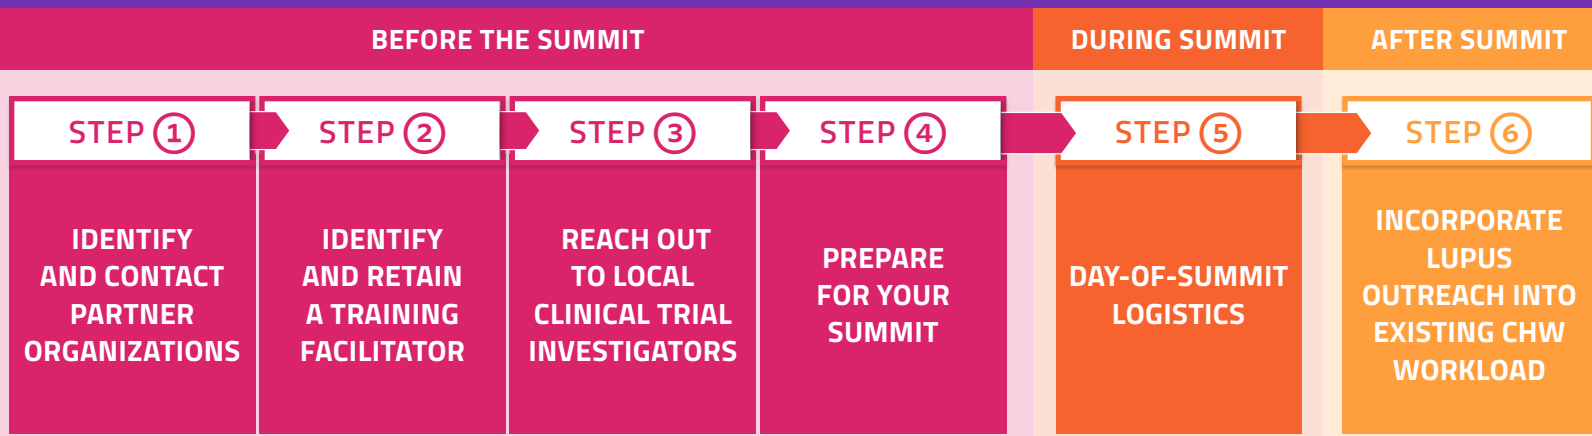 BEFORE THE SUMMIT
DURING SUMMIT
AFTER SUMMIT
STEP 1
IDENTIFY
AND CONTACT
PARTNER
ORGANIZATIONS
STEP 2
IDENTIFY
AND RETAIN
A TRAINING
FACILITATOR
STEP 3
REACH OUT
TO LOCAL
CLINICAL TRIAL
INVESTIGATORS
STEP 4
PREPARE
FOR YOUR
SUMMIT
STEP 5
DAY-OF-SUMMIT
LOGISTICS
STEP 6
INCORPORATE
LUPUS
OUTREACH INTO
EXISTING CHW
WORKLOAD